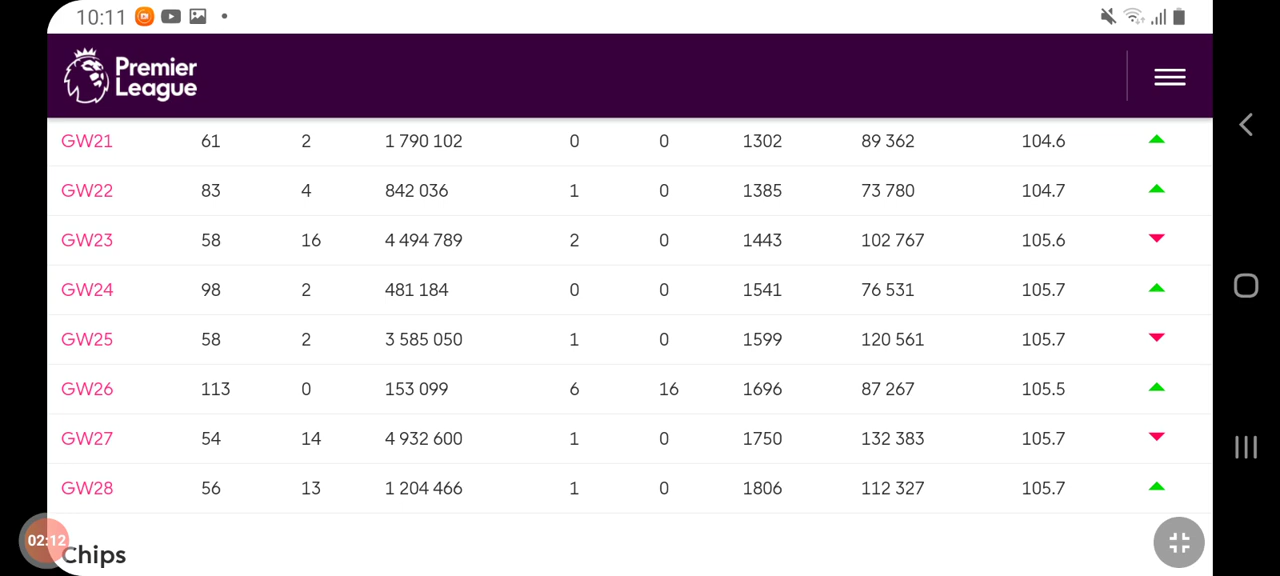 10:11
Premier
League
GW21 61 2 1 790 102 0 0 1302 89 362 104.6
GW22 83 4 842 036 1 0 1385 73 780 104.7
GW23 58 16 4 494 789 2 0 1443 102 767 105.6
GW24 98 2 481 184 0 0 1541 76 531 105.7
GW25 58 2 3 585 050 1 0 1599 120 561 105.7
GW26 113 0 153 099 6 16 1696 87 267 105.5
GW27 54 14 4 932 600 1 0 1750 132 383 105.7
GW28 56 13 1 204 466 1 0 1806 112 327 105.7
02:12
Chips